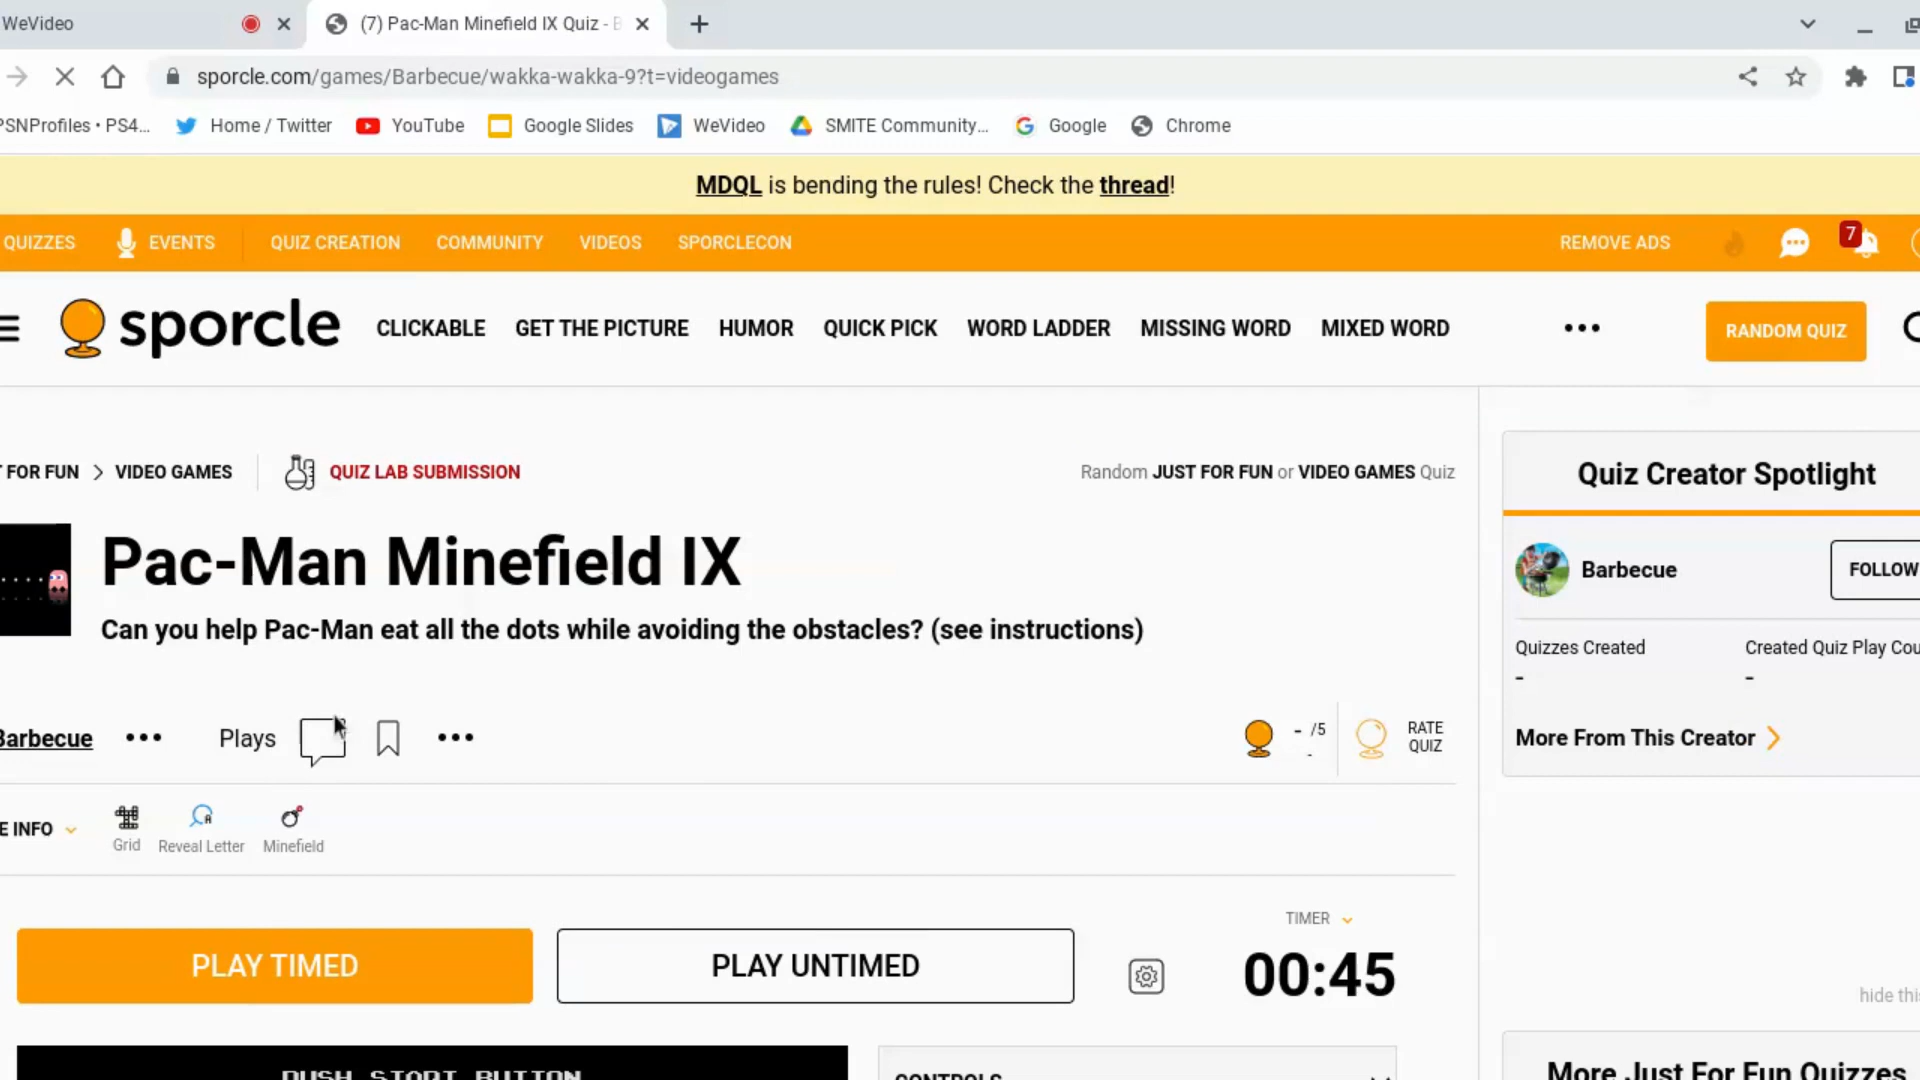 WeVideo
(7) Pac-Man Minefield IX Quiz - B
sporcle.com/games/Barbecue/wakka-wakka-9?t=videogames
PSNProfiles • PS4... Home / Twitter YouTube Google Slides WeVideo SMITE Community... Google Chrome
MDQL is bending the rules! Check the thread!
QUIZZES EVENTS QUIZ CREATION COMMUNITY VIDEOS SPORCLECON REMOVE ADS 7
sporcle CLICKABLE GET THE PICTURE HUMOR QUICK PICK WORD LADDER MISSING WORD MIXED WORD ••• RANDOM QUIZ
FOR FUN > VIDEO GAMES QUIZ LAB SUBMISSION Random JUST FOR FUN or VIDEO GAMES Quiz
Quiz Creator Spotlight
Pac-Man Minefield IX
Can you help Pac-Man eat all the dots while avoiding the obstacles? (see instructions)
Barbecue FOLLOW
Quizzes Created Created Quiz Play Cou
- -
Barbecue ••• Plays ••• - /5 - RATE QUIZ
More From This Creator >
E INFO Grid Reveal Letter Minefield
PLAY TIMED PLAY UNTIMED TIMER 00:45
hide this
PUSH START BUTTON CONTROLS
More Just For Fun Quizzes